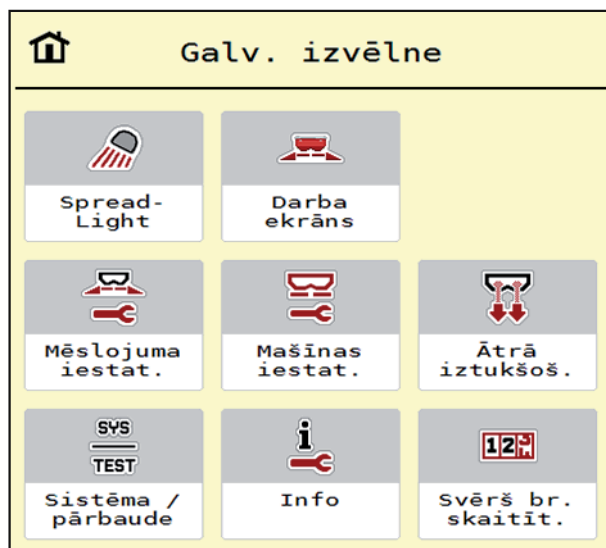 Galv. izvēlne
Spread-
Light
Darba
ekrāns
Mēslojuma
iestat.
Mašīnas
iestat.
Ātrā
iztukšoš.
SYS
TEST
Sistēma /
pārbaude
i
Info
123
Svērš br.
skaitīt.